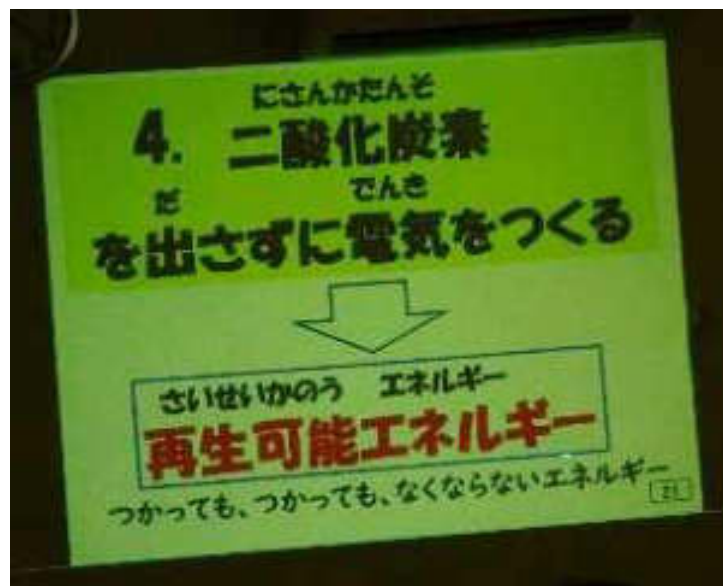 にさんかたんそ
4. 二酸化炭素
だ でんき
を出さずに電気をつくる
さいせいかのう エネルギー
再生可能エネルギー
つかっても、つかっても、なくならないエネルギー